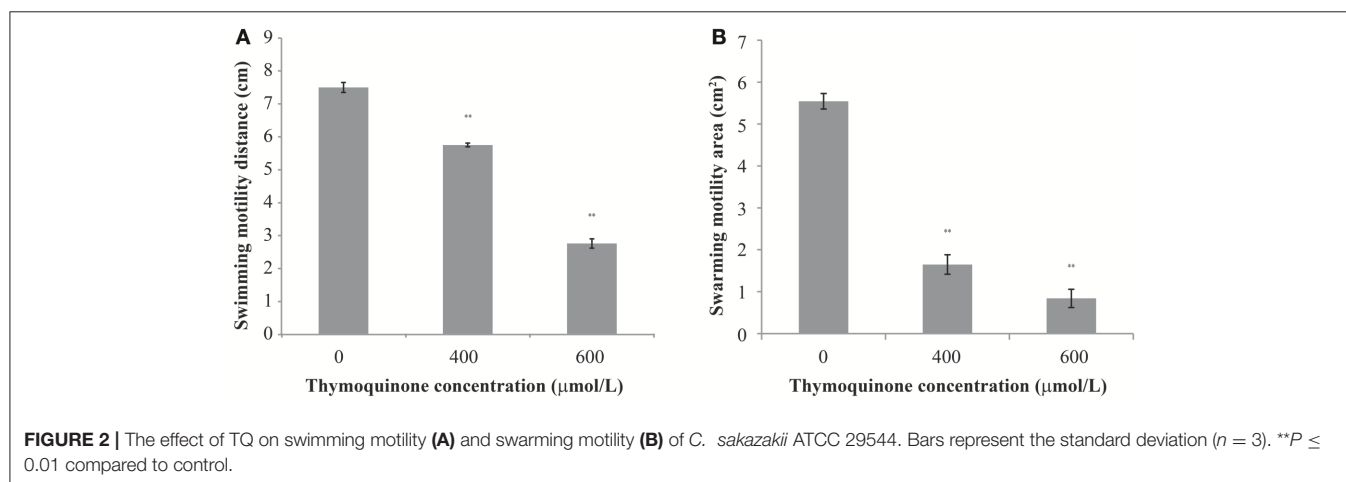 A
9
8
7
6
5
4
3
2
1
0
Swimming motility distance (cm)
**
**
0 400 600
Thymoquinone concentration (μmol/L)
B
7
6
5
4
3
2
1
0
Swarming motility area (cm²)
**
**
0 400 600
Thymoquinone concentration (μmol/L)
FIGURE 2 | The effect of TQ on swimming motility (A) and swarming motility (B) of C. sakazakii ATCC 29544. Bars represent the standard deviation (n = 3). **P ≤
0.01 compared to control.